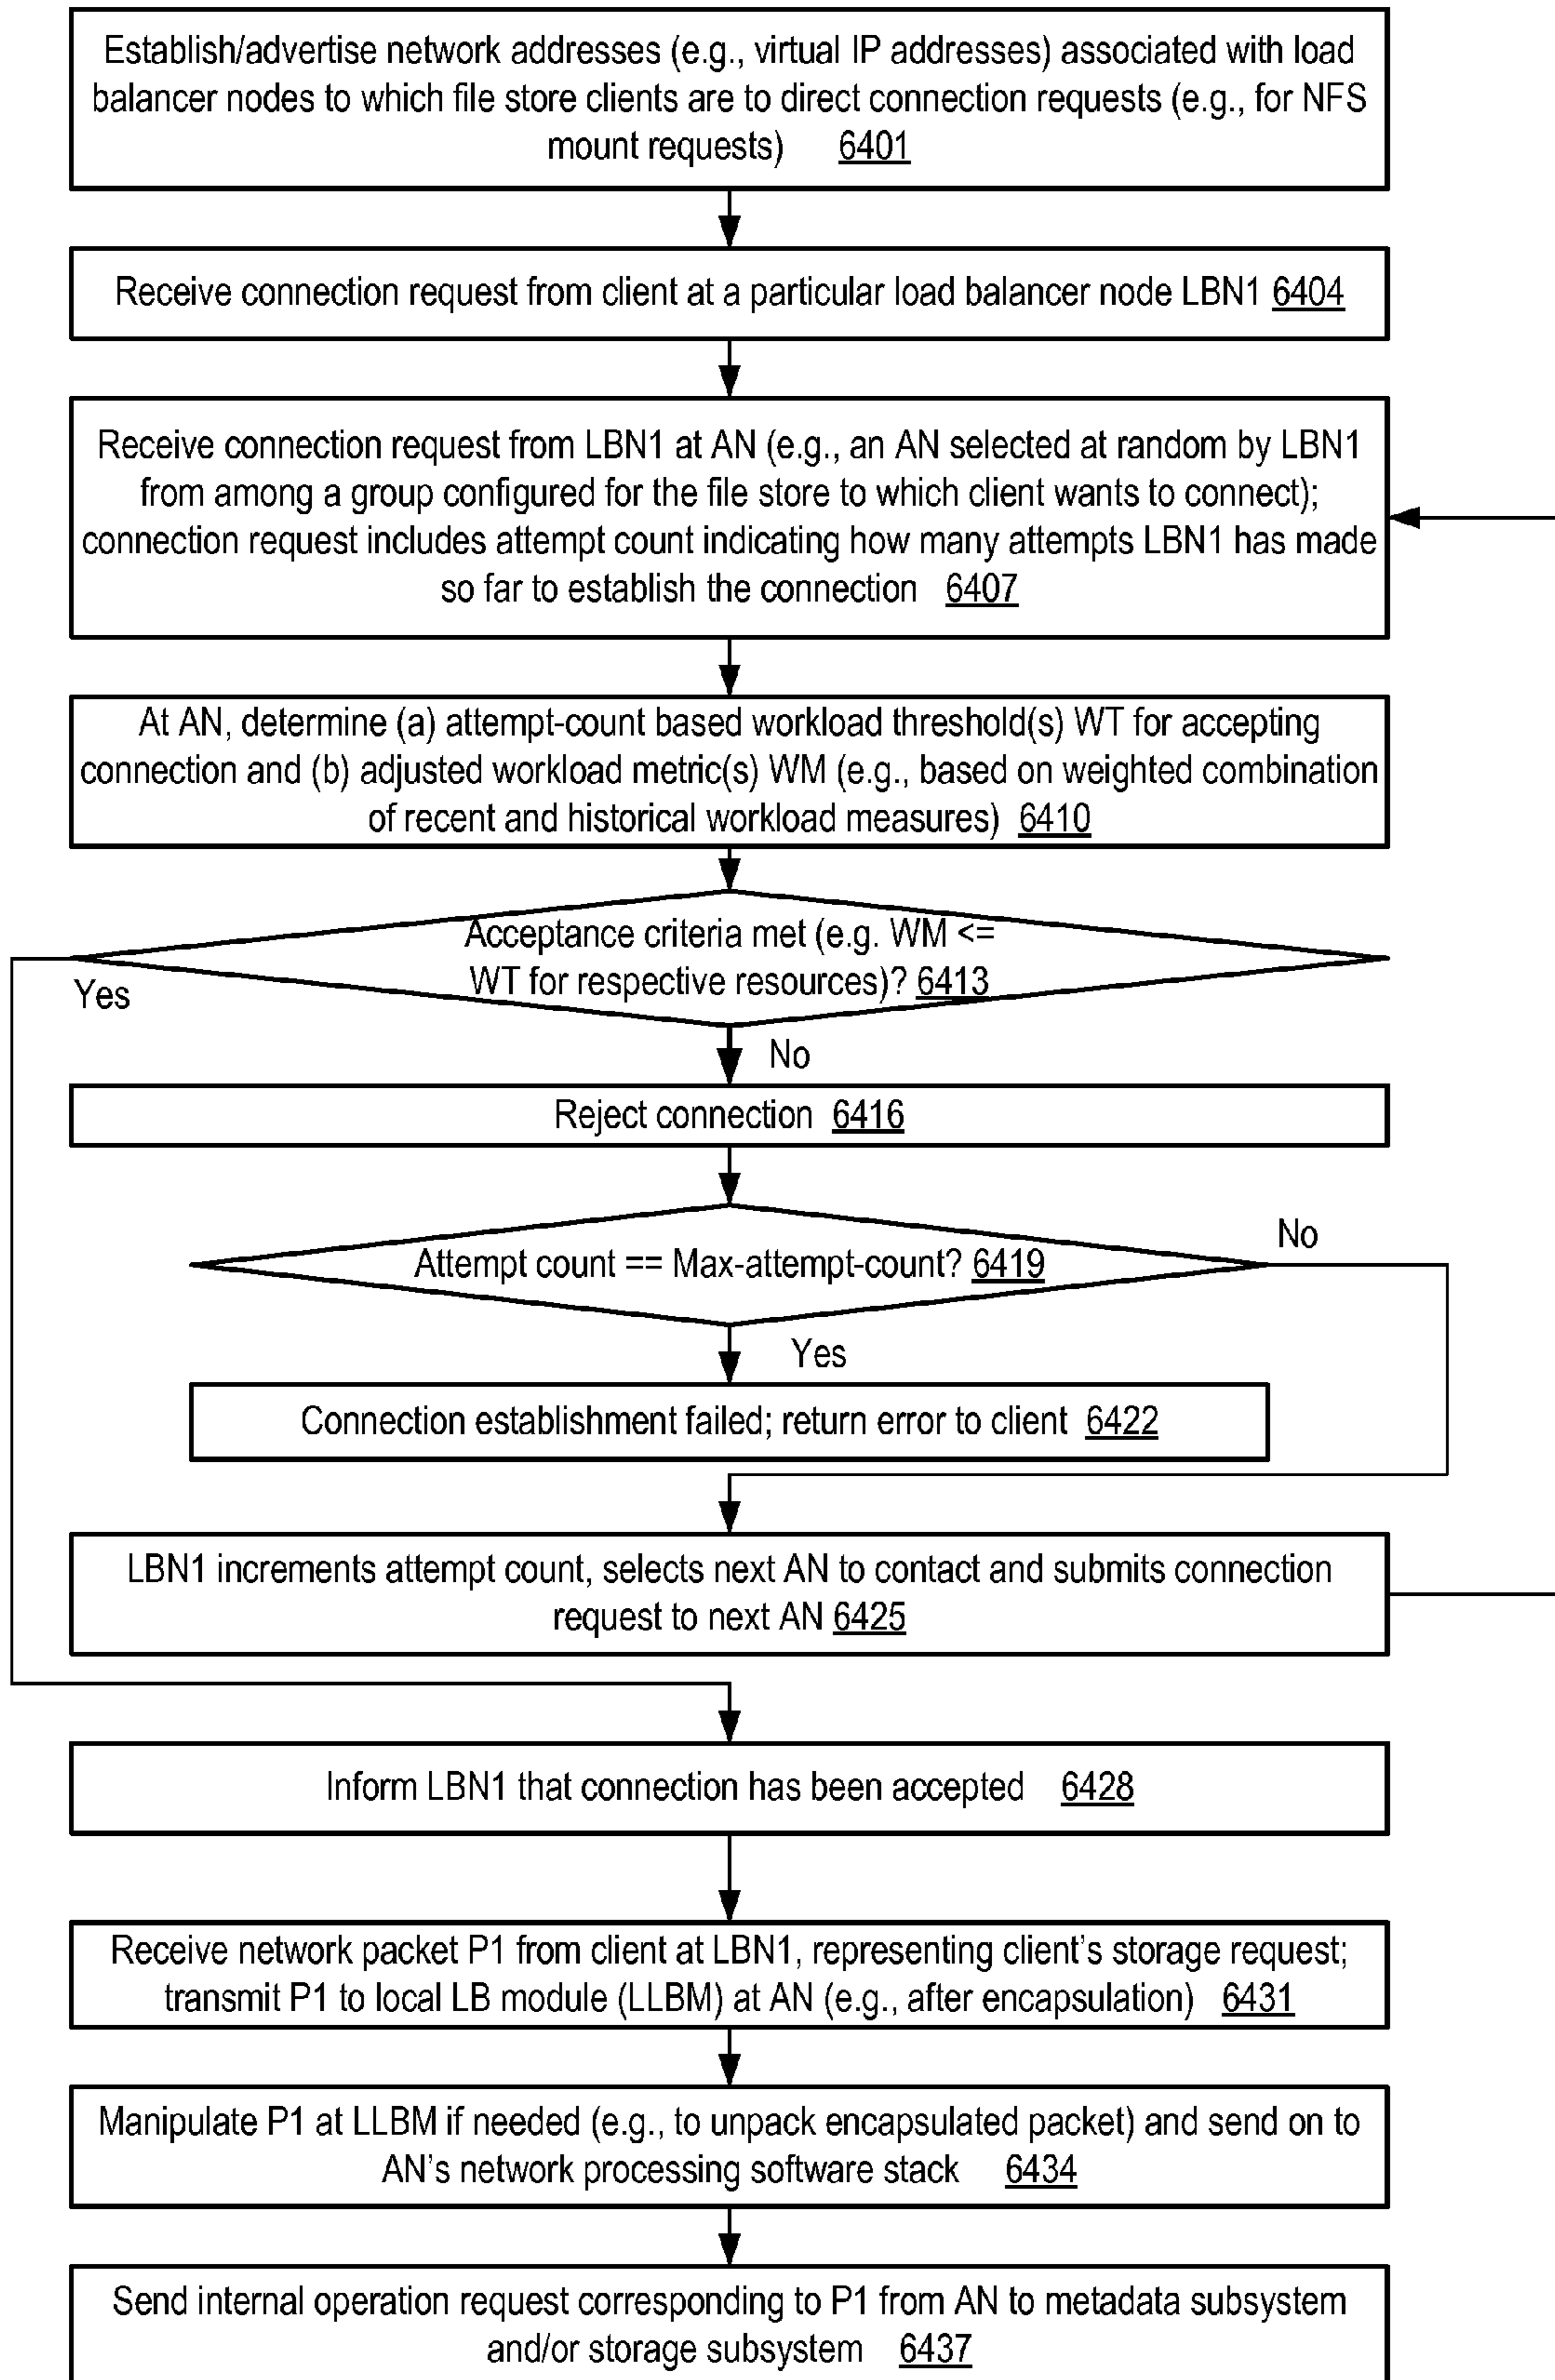 Establish/advertise network addresses (e.g., virtual IP addresses) associated with load
balancer nodes to which file store clients are to direct connection requests (e.g., for NFS
mount requests) 6401
Receive connection request from client at a particular load balancer node LBN1 6404
Receive connection request from LBN1 at AN (e.g., an AN selected at random by LBN1
from among a group configured for the file store to which client wants to connect);
connection request includes attempt count indicating how many attempts LBN1 has made
so far to establish the connection 6407
At AN, determine (a) attempt-count based workload threshold(s) WT for accepting
connection and (b) adjusted workload metric(s) WM (e.g., based on weighted combination
of recent and historical workload measures) 6410
Acceptance criteria met (e.g. WM <=
WT for respective resources)? 6413
Yes
No
Reject connection 6416
No
Attempt count == Max-attempt-count? 6419
Yes
Connection establishment failed; return error to client 6422
LBN1 increments attempt count, selects next AN to contact and submits connection
request to next AN 6425
Inform LBN1 that connection has been accepted 6428
Receive network packet P1 from client at LBN1, representing client's storage request;
transmit P1 to local LB module (LLBM) at AN (e.g., after encapsulation) 6431
Manipulate P1 at LLBM if needed (e.g., to unpack encapsulated packet) and send on to
AN's network processing software stack 6434
Send internal operation request corresponding to P1 from AN to metadata subsystem
and/or storage subsystem 6437